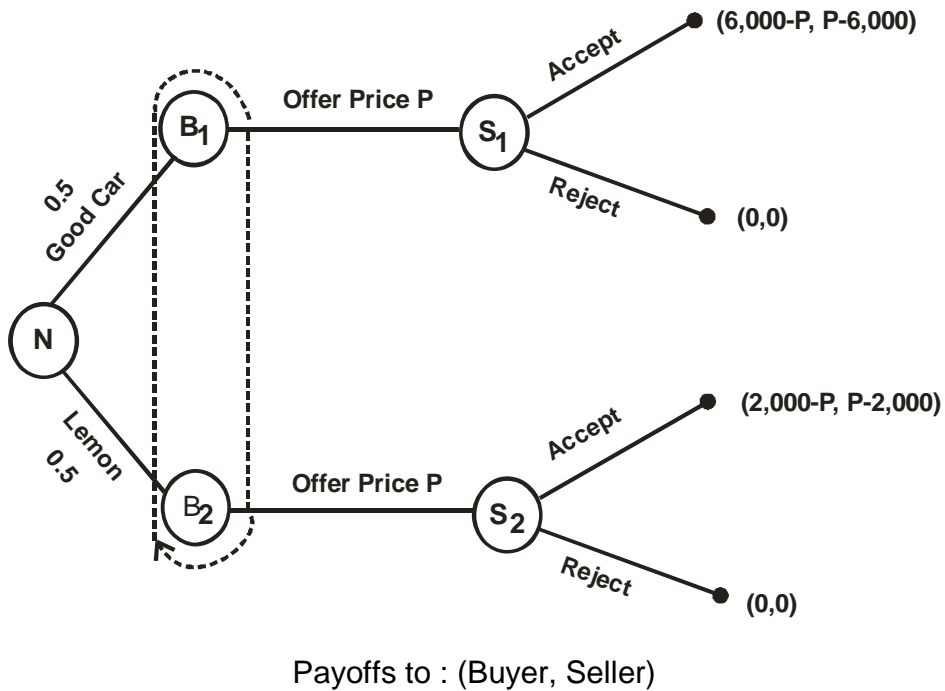 (6,000-P, P-6,000)
Accept
Offer Price P
B1
S1
Reject
(0,0)
0.5
Good Car
N
Lemon
0.5
(2,000-P, P-2,000)
Accept
Offer Price P
B2
S2
Reject
(0,0)
Payoffs to : (Buyer, Seller)